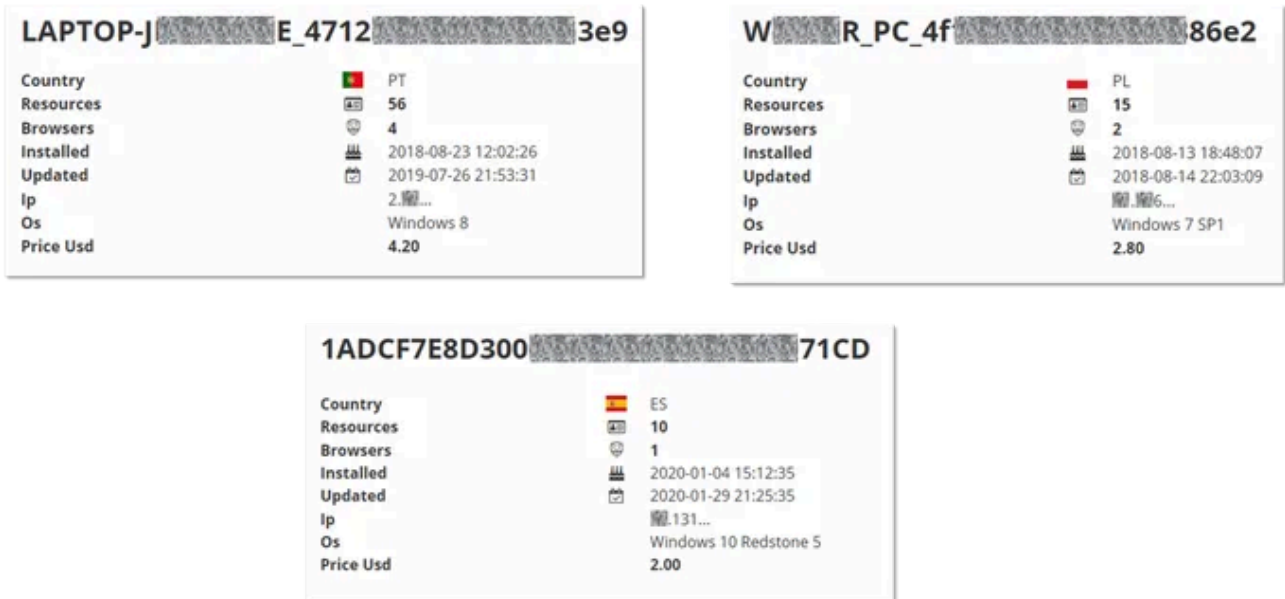 LAPTOP-J E_4712 3e9
Country PT
Resources 56
Browsers 4
Installed 2018-08-23 12:02:26
Updated 2019-07-26 21:53:31
Ip 2. ...
Os Windows 8
Price Usd 4.20
W R_PC_4f 86e2
Country PL
Resources 15
Browsers 2
Installed 2018-08-13 18:48:07
Updated 2018-08-14 22:03:09
Ip . 6...
Os Windows 7 SP1
Price Usd 2.80
1ADCF7E8D300 71CD
Country ES
Resources 10
Browsers 1
Installed 2020-01-04 15:12:35
Updated 2020-01-29 21:25:35
Ip .131...
Os Windows 10 Redstone 5
Price Usd 2.00